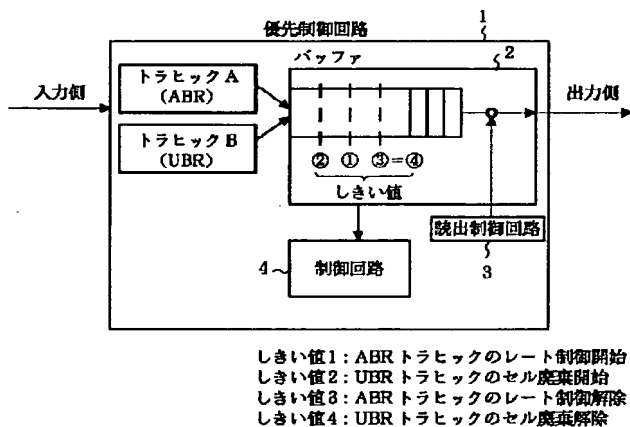 優先制御回路
1
バッファ
2
トラヒックA
(ABR)
トラヒックB
(UBR)
入力側
出力側
② ① ③=④
しきい値
読出制御回路
3
4
制御回路
しきい値1：ABRトラヒックのレート制御開始
しきい値2：UBRトラヒックのセル廃棄開始
しきい値3：ABRトラヒックのレート制御解除
しきい値4：UBRトラヒックのセル廃棄解除